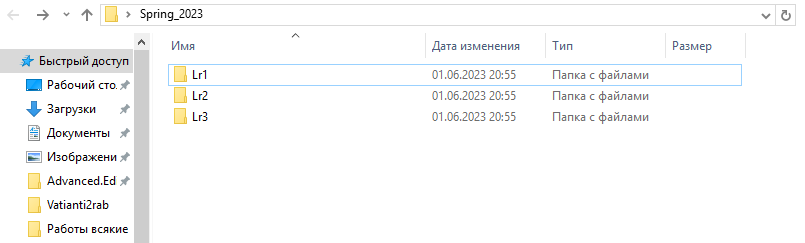 Spring_2023
Имя Дата изменения Тип Размер
Быстрый доступ
Рабочий сто.
Загрузки
Документы
Изображени
Advanced.Ed
Vatianti2rab
Работы всякие
Lr1 01.06.2023 20:55 Папка с файлами
Lr2 01.06.2023 20:55 Папка с файлами
Lr3 01.06.2023 20:55 Папка с файлами